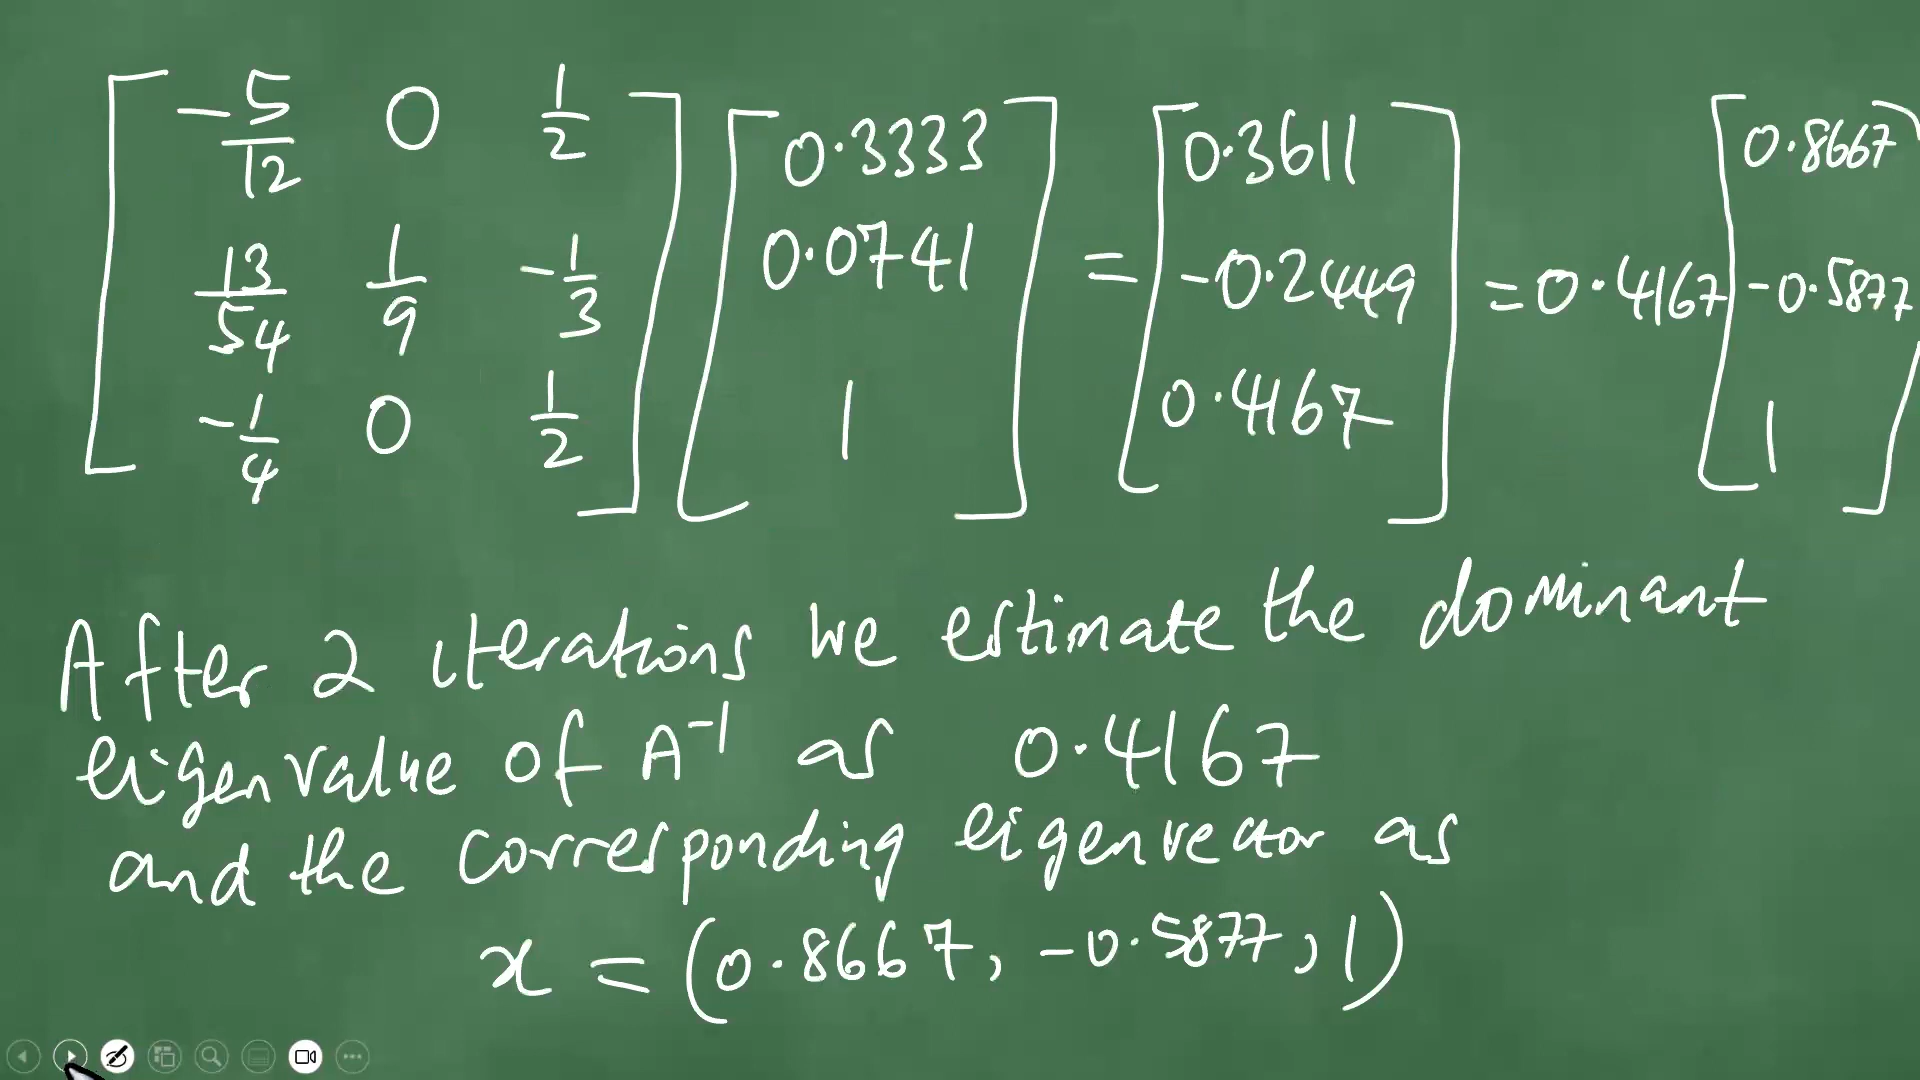 -5/12 0 1/2 0.3333 0.3611 0.8667
13/54 1/9 -1/3 0.0741 = -0.2449 = 0.4167 -0.5877
-1/4 0 1/2 1 0.4167 1
After 2 iterations we estimate the dominant
eigenvalue of A⁻¹ as 0.4167
and the corresponding eigenvector as
x = (0.8667, -0.5877, 1)